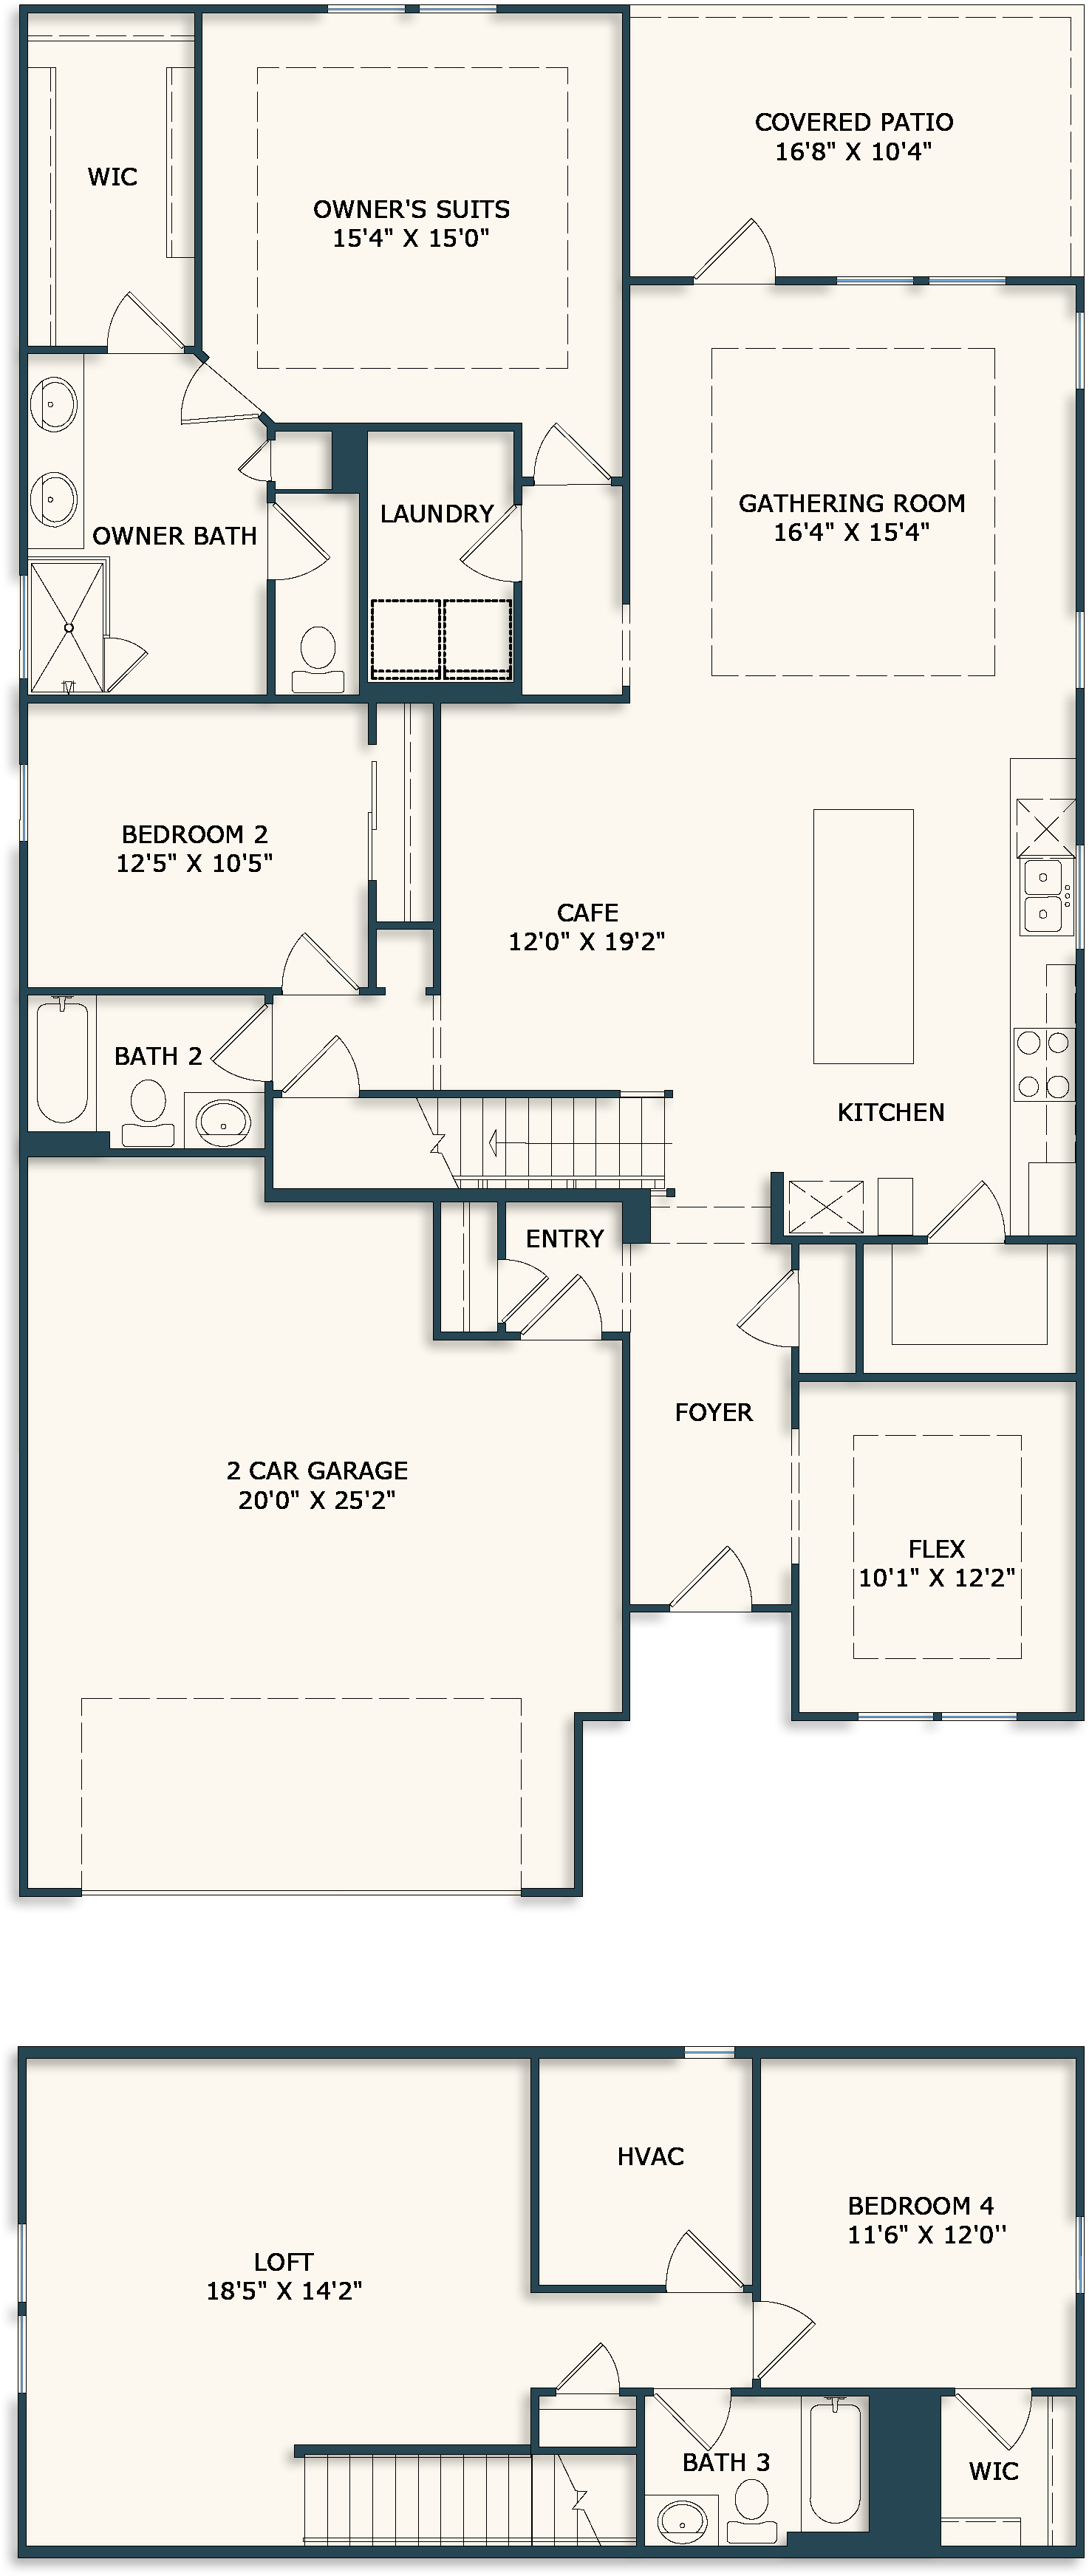 COVERED PATIO
16'8" X 10'4"
WIC
OWNER'S SUITS
15'4" X 15'0"
GATHERING ROOM
16'4" X 15'4"
LAUNDRY
OWNER BATH
BEDROOM 2
12'5" X 10'5"
CAFE
12'0" X 19'2"
BATH 2
KITCHEN
ENTRY
FOYER
2 CAR GARAGE
20'0" X 25'2"
FLEX
10'1" X 12'2"
HVAC
BEDROOM 4
11'6" X 12'0''
LOFT
18'5" X 14'2"
BATH 3
WIC